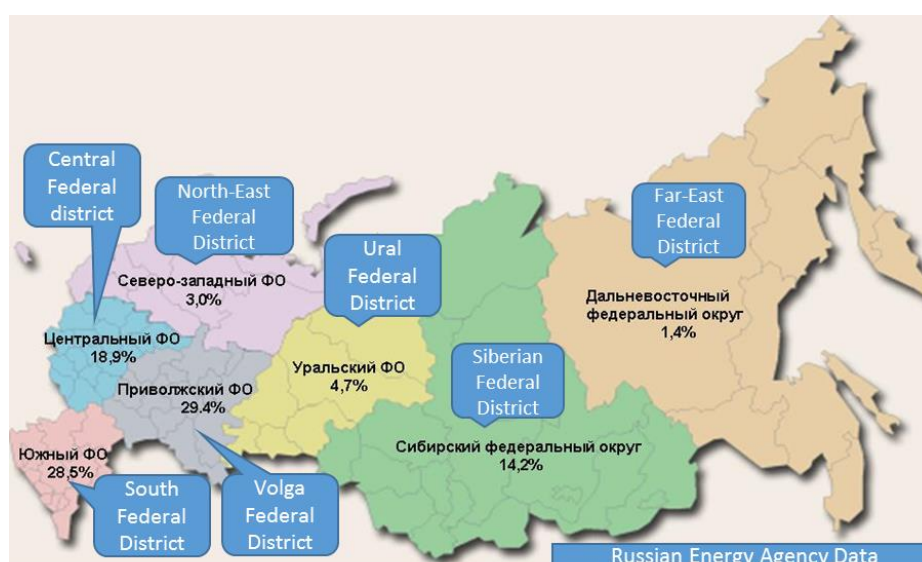 Central
Federal
district
North-East
Federal
District
Ural
Federal
District
Far-East
Federal
District
Северо-западный ФО
3,0%
Дальневосточный
федеральный округ
1,4%
Центральный ФО
18,9%
Siberian
Federal
District
Уральский ФО
4,7%
Приволжский ФО
29.4%
Сибирский федеральный округ
14,2%
Южный ФО
28,5%
South
Federal
District
Volga
Federal
District
Russian Energy Agency Data